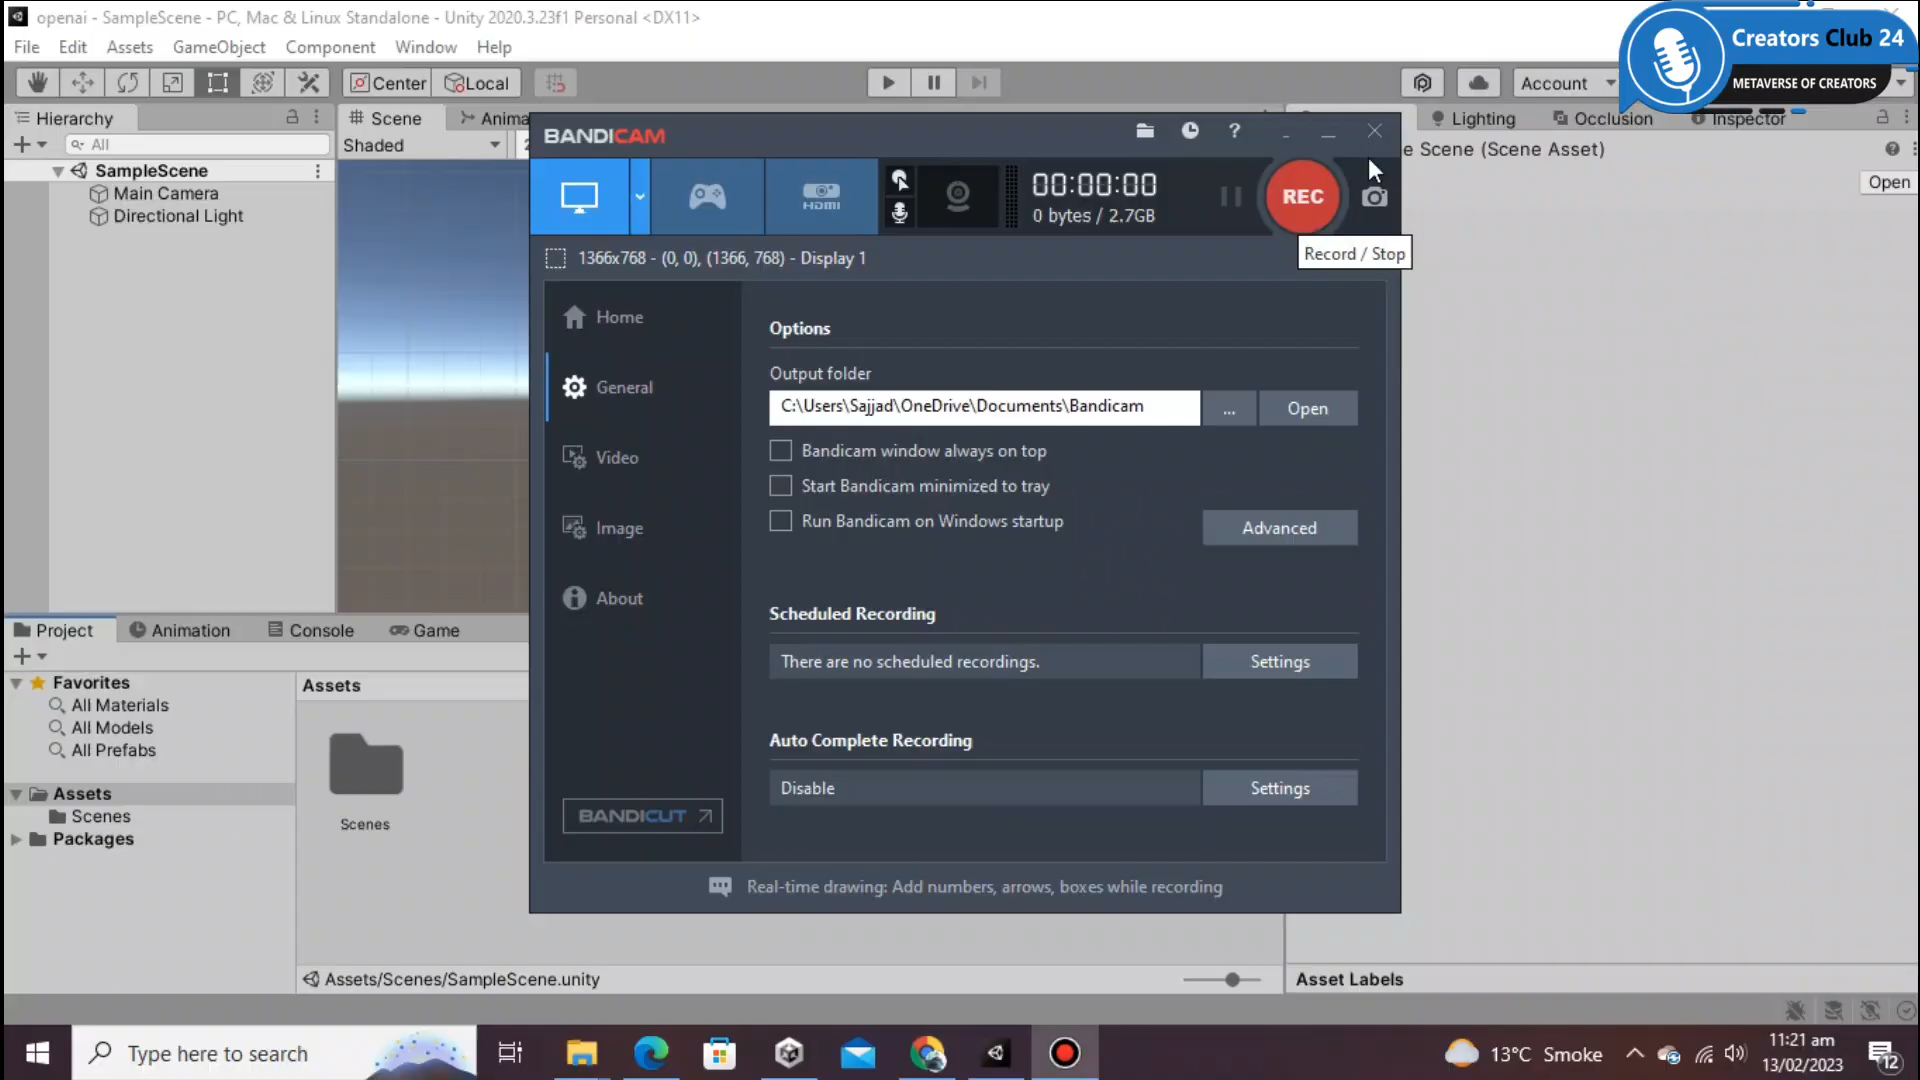 openai - SampleScene - PC, Mac & Linux Standalone - Unity 2020.3.23f1 Personal <DX11>
Creators Club 24
METAVERSE OF CREATORS
File Edit Assets GameObject Component Window Help
Center Local
Account
Hierarchy
Scene
Anima
Lighting
Occlusion
Inspector
All
Shaded
2
SampleScene
Main Camera
Directional Light
e Scene (Scene Asset)
Open
BANDICAM
?
HDMI
00:00:00
0 bytes / 2.7GB
REC
Record / Stop
1366x768 - (0, 0), (1366, 768) - Display 1
Home
General
Video
Image
About
BANDICUT
Options
Output folder
C:\Users\Sajjad\OneDrive\Documents\Bandicam
...
Open
Bandicam window always on top
Start Bandicam minimized to tray
Run Bandicam on Windows startup
Advanced
Scheduled Recording
There are no scheduled recordings.
Settings
Auto Complete Recording
Disable
Settings
Real-time drawing: Add numbers, arrows, boxes while recording
Project
Animation
Console
Game
Favorites
All Materials
All Models
All Prefabs
Assets
Scenes
Packages
Assets
Scenes
Assets/Scenes/SampleScene.unity
Asset Labels
Type here to search
13°C Smoke
11:21 am
13/02/2023
12